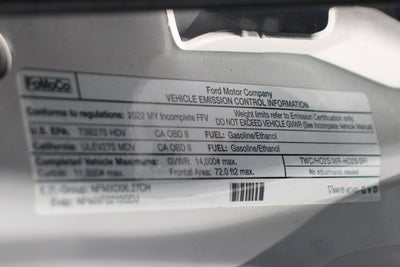 FoMoCo
Ford Motor Company
VEHICLE EMISSION CONTROL INFORMATION
Conforms to regulations: 2022 MY Incomplete FFV
Weight limits refer to Emission Certification, only
DO NOT EXCEED VEHICLE GVWR (See Incomplete Vehicle Manual)
U.S. EPA: T3B270 HDV CA OBD II FUEL: Gasoline/Ethanol
California: ULEV270 MDV CA OBD II FUEL: Gasoline/Ethanol
Completed Vehicle Maximums: GVWR: 14,000# max. TWC/HO2S/WR-HO2S/SFI
Curb: 11,000# max. Frontal Area: 72.0 ft2 max.
No adjustments needed.
GVD